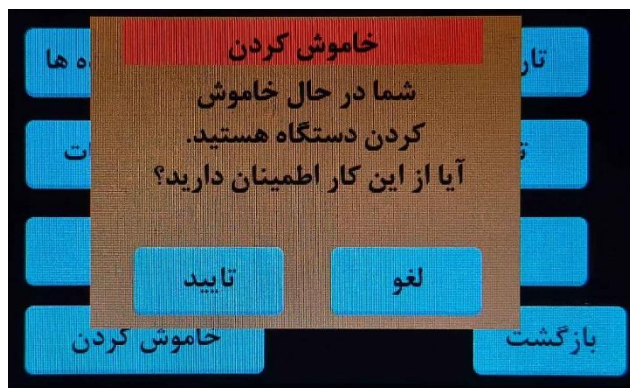 خاموش کردن
شما در حال خاموش
کردن دستگاه هستید.
آیا از این کار اطمینان دارید؟
لغو
تایید
بازگشت
خاموش کردن